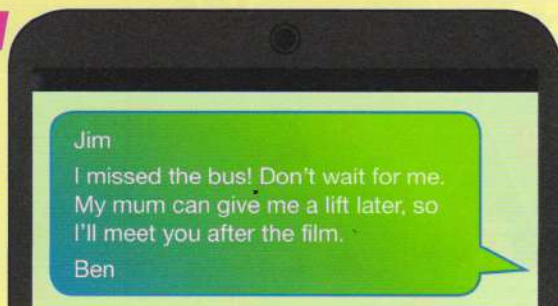 Jim
I missed the bus! Don't wait for me.
My mum can give me a lift later, so
I'll meet you after the film.
Ben